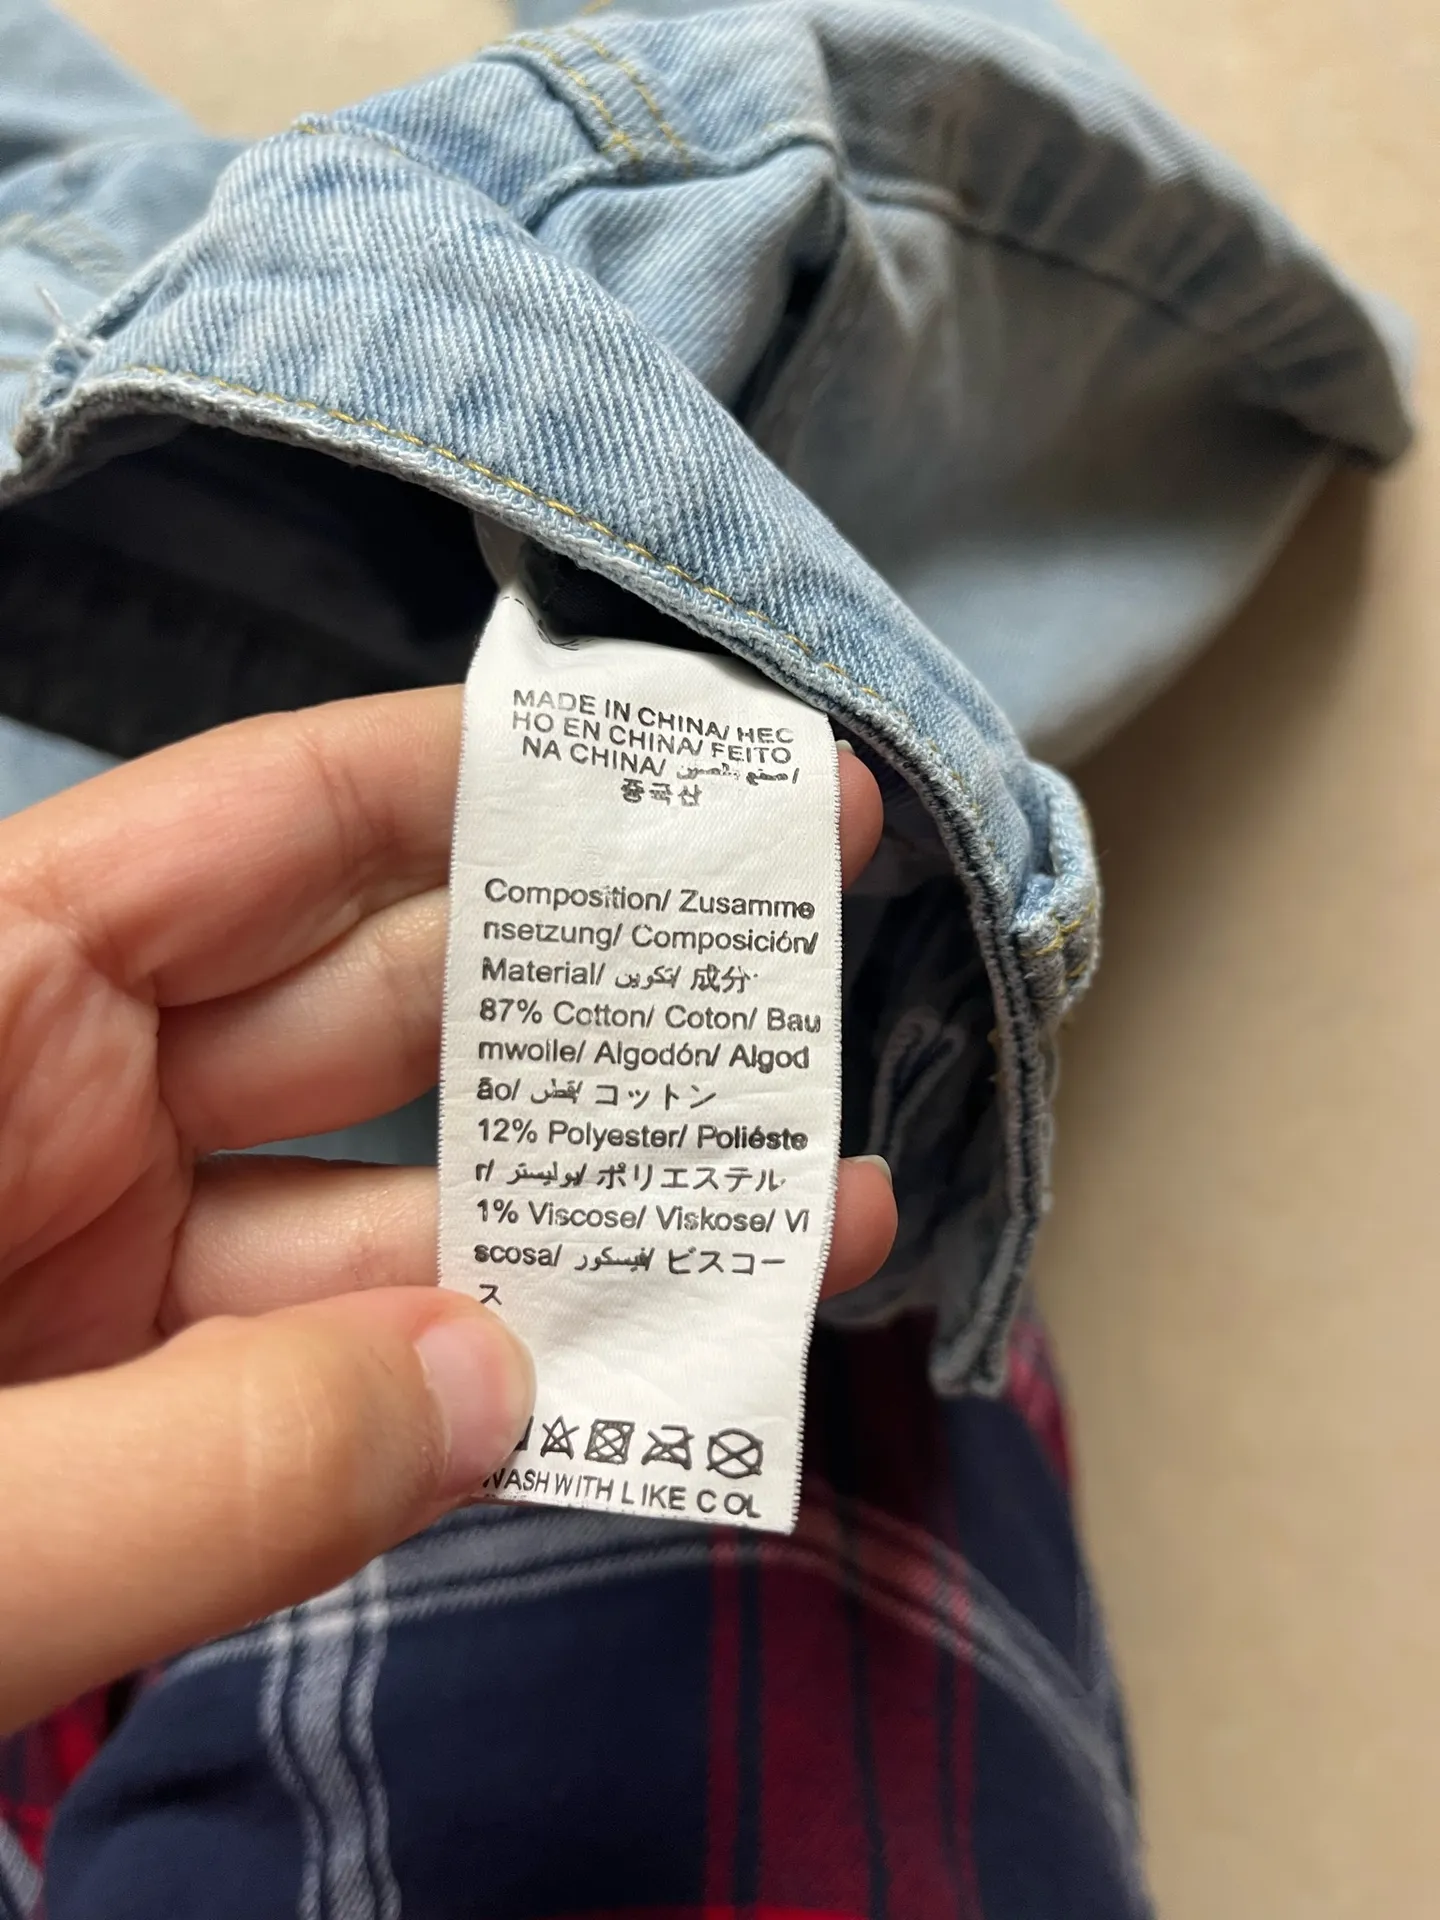 MADE IN CHINA/ HEC
HO EN CHINA/ FEITO
NA CHINA/ صنع بالصين/
중국산
Composition/ Zusamme
nsetzung/ Composición/
Material/ تكوين/ 成分
87% Cotton/ Coton/ Bau
mwolle/ Algodón/ Algod
ão/ قطن/ コットン
12% Polyester/ Poliéste
r/ بوليستر/ ポリエステル
1% Viscose/ Viskose/ Vi
scosa/ فيسكور/ ビスコー
ス
WASH WITH LIKE COL